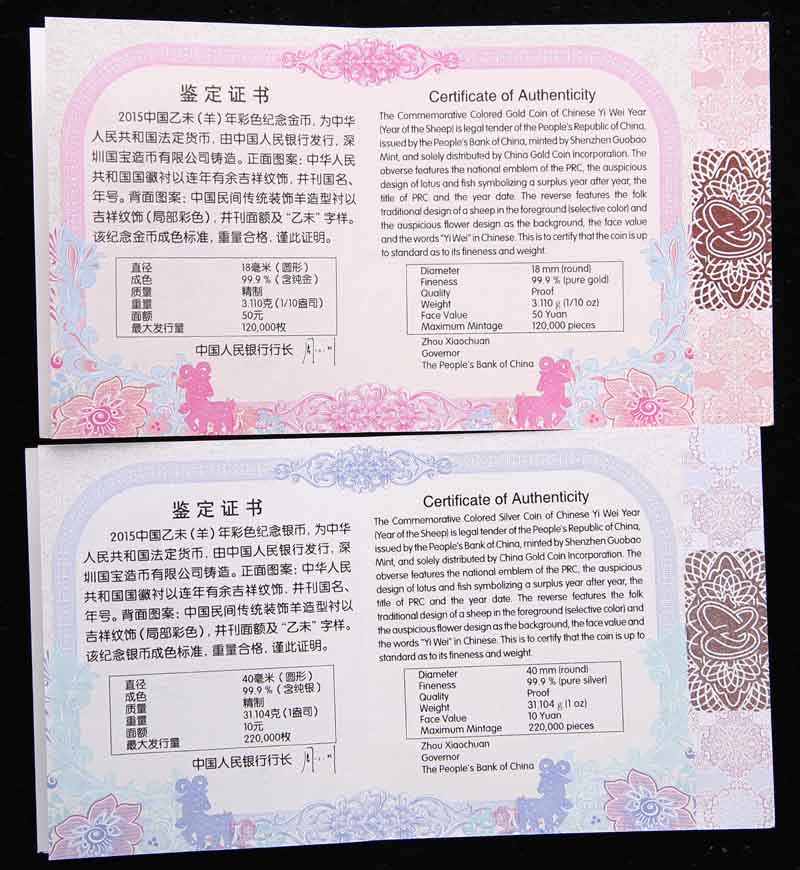 鉴定证书
2015中国乙未(羊)年彩色纪念金币,为中华
人民共和国法定货币,由中国人民银行发行,深
圳国宝造币有限公司铸造。正面图案:中华人民
共和国国徽衬以连年有余吉祥纹饰,并刊国名、
年号。背面图案:中国民间传统装饰羊造型衬以
吉祥纹饰(局部彩色),并刊面额及“乙未”字样。
该纪念金币成色标准,重量合格,谨此证明。
直径 18毫米(圆形)
成色 99.9%(含纯金)
质量 精制
重量 3.110克(1/10盎司)
面额 50元
最大发行量 120,000枚
中国人民银行行长
Certificate of Authenticity
The Commemorative Colored Gold Coin of Chinese Yi Wei Year
(Year of the Sheep) is legal tender of the People's Republic of China,
issued by the People's Bank of China, minted by Shenzhen Guobao
Mint, and solely distributed by China Gold Coin Incorporation. The
obverse features the national emblem of the PRC, the auspicious
design of lotus and fish symbolizing a surplus year after year, the
title of PRC and the year date. The reverse features the folk
traditional design of a sheep in the foreground (selective color) and
the auspicious flower design as the background, the face value
and the words "Yi Wei" in Chinese. This is to certify that the coin is up
to standard as to its fineness and weight.
Diameter 18 mm (round)
Fineness 99.9 % (pure gold)
Quality Proof
Weight 3.110 g (1/10 oz)
Face Value 50 Yuan
Maximum Mintage 120,000 pieces
Zhou Xiaochuan
Governor
The People's Bank of China
鉴定证书
2015中国乙未(羊)年彩色纪念银币,为中华
人民共和国法定货币,由中国人民银行发行,深
圳国宝造币有限公司铸造。正面图案:中华人民
共和国国徽衬以连年有余吉祥纹饰,并刊国名、
年号。背面图案:中国民间传统装饰羊造型衬以
吉祥纹饰(局部彩色),并刊面额及“乙未”字样。
该纪念银币成色标准,重量合格,谨此证明。
直径 40毫米(圆形)
成色 99.9%(含纯银)
质量 精制
重量 31.104克(1盎司)
面额 10元
最大发行量 220,000枚
中国人民银行行长
Certificate of Authenticity
The Commemorative Colored Silver Coin of Chinese Yi Wei Year
(Year of the Sheep) is legal tender of the People's Republic of China,
issued by the People's Bank of China, minted by Shenzhen Guobao
Mint, and solely distributed by China Gold Coin Incorporation. The
obverse features the national emblem of the PRC, the auspicious
design of lotus and fish symbolizing a surplus year after year, the
title of PRC and the year date. The reverse features the folk
traditional design of a sheep in the foreground (selective color) and
the auspicious flower design as the background, the face value and
the words "Yi Wei" in Chinese. This is to certify that the coin is up to
standard as to its fineness and weight.
Diameter 40 mm (round)
Fineness 99.9 % (pure silver)
Quality Proof
Weight 31.104 g (1 oz)
Face Value 10 Yuan
Maximum Mintage 220,000 pieces
Zhou Xiaochuan
Governor
The People's Bank of China